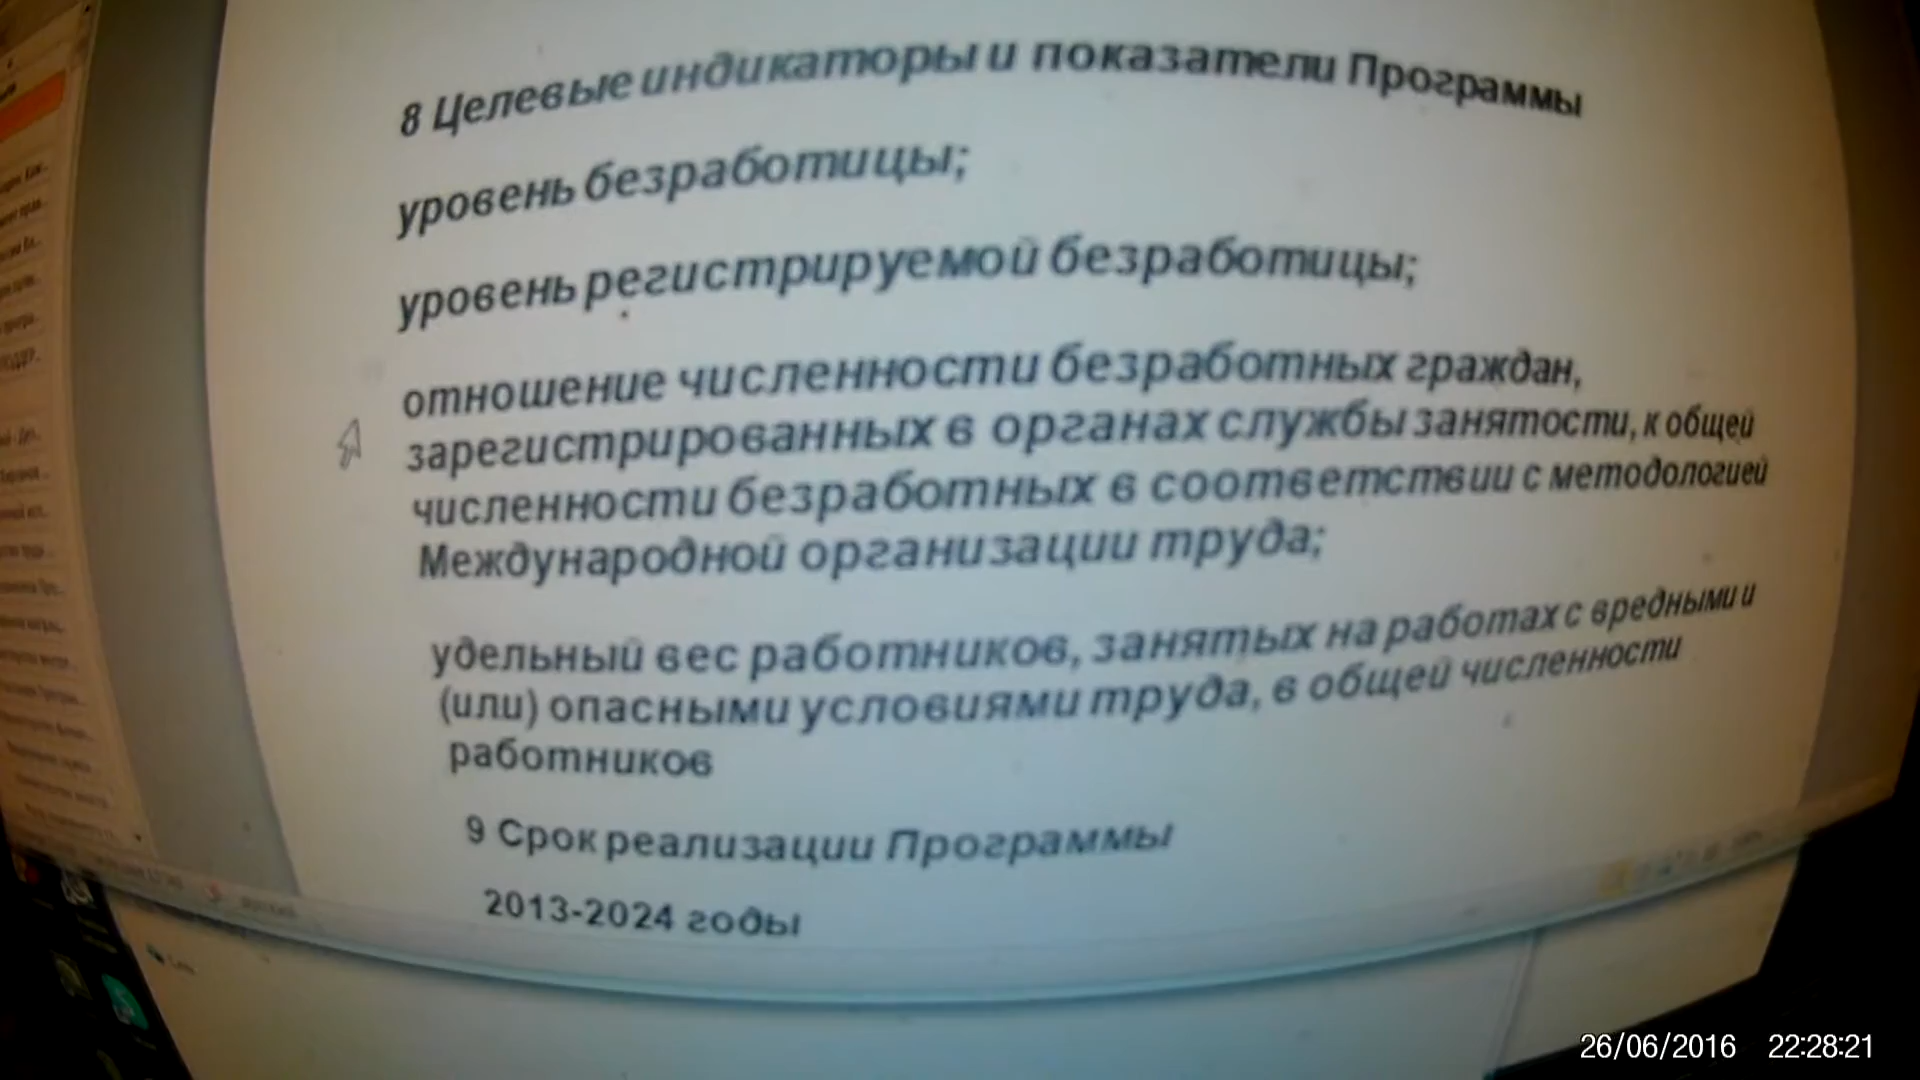 8 Целевые индикаторы и показатели Программы
уровень безработицы;
уровень регистрируемой безработицы;
отношение численности безработных граждан,
зарегистрированных в органах службы занятости, к общей
численности безработных в соответствии с методологией
Международной организации труда;
удельный вес работников, занятых на работах с вредными и
(или) опасными условиями труда, в общей численности
работников
9 Срок реализации Программы
2013-2024 годы
26/06/2016 22:28:21